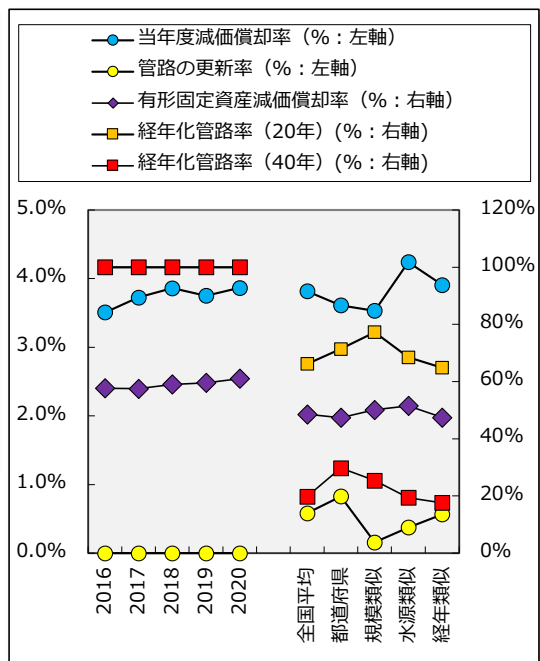 当年度減価償却率（%：左軸）
管路の更新率（%：左軸）
有形固定資産減価償却率（%：右軸）
経年化管路率（20年）(%：右軸)
経年化管路率（40年）(%：右軸)
5.0%
4.0%
3.0%
2.0%
1.0%
0.0%
120%
100%
80%
60%
40%
20%
0%
2016
2017
2018
2019
2020
全国平均
都道府県
規模類似
水源類似
経年類似